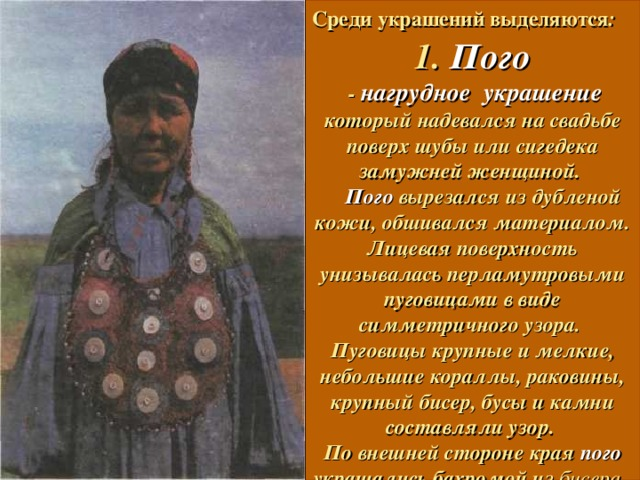 Среди украшений выделяются:
1. Пого
- нагрудное украшение
который надевался на свадьбе
поверх шубы или сигедека
замужней женщиной.
Пого вырезался из дубленой
кожи, обшивался материалом.
Лицевая поверхность
унизывалась перламутровыми
пуговицами в виде
симметричного узора.
Пуговицы крупные и мелкие,
небольшие кораллы, раковины,
крупный бисер, бусы и камни
составляли узор.
По внешней стороне края пого
украшались бахромой из бисера